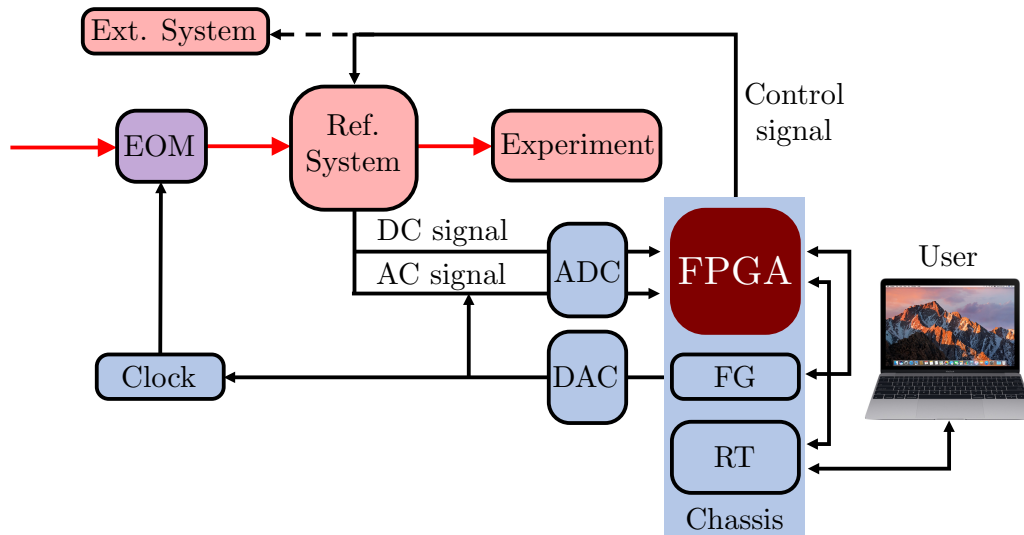 Ext. System
Control
signal
EOM
Ref.
System
Experiment
DC signal
AC signal
ADC
FPGA
User
Clock
DAC
FG
RT
Chassis